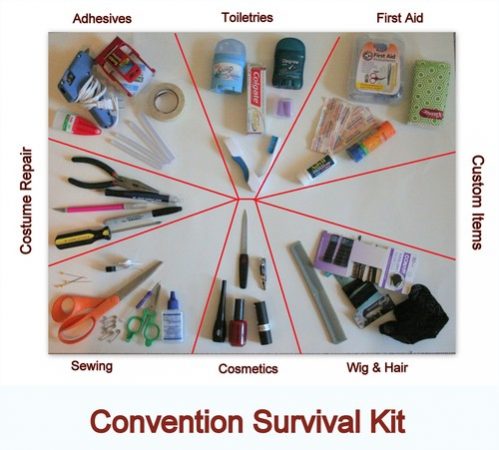 Adhesives
Toiletries
First Aid
Colgate
First Aid
Costume Repair
Custom Items
Sewing
Cosmetics
Wig & Hair
Convention Survival Kit